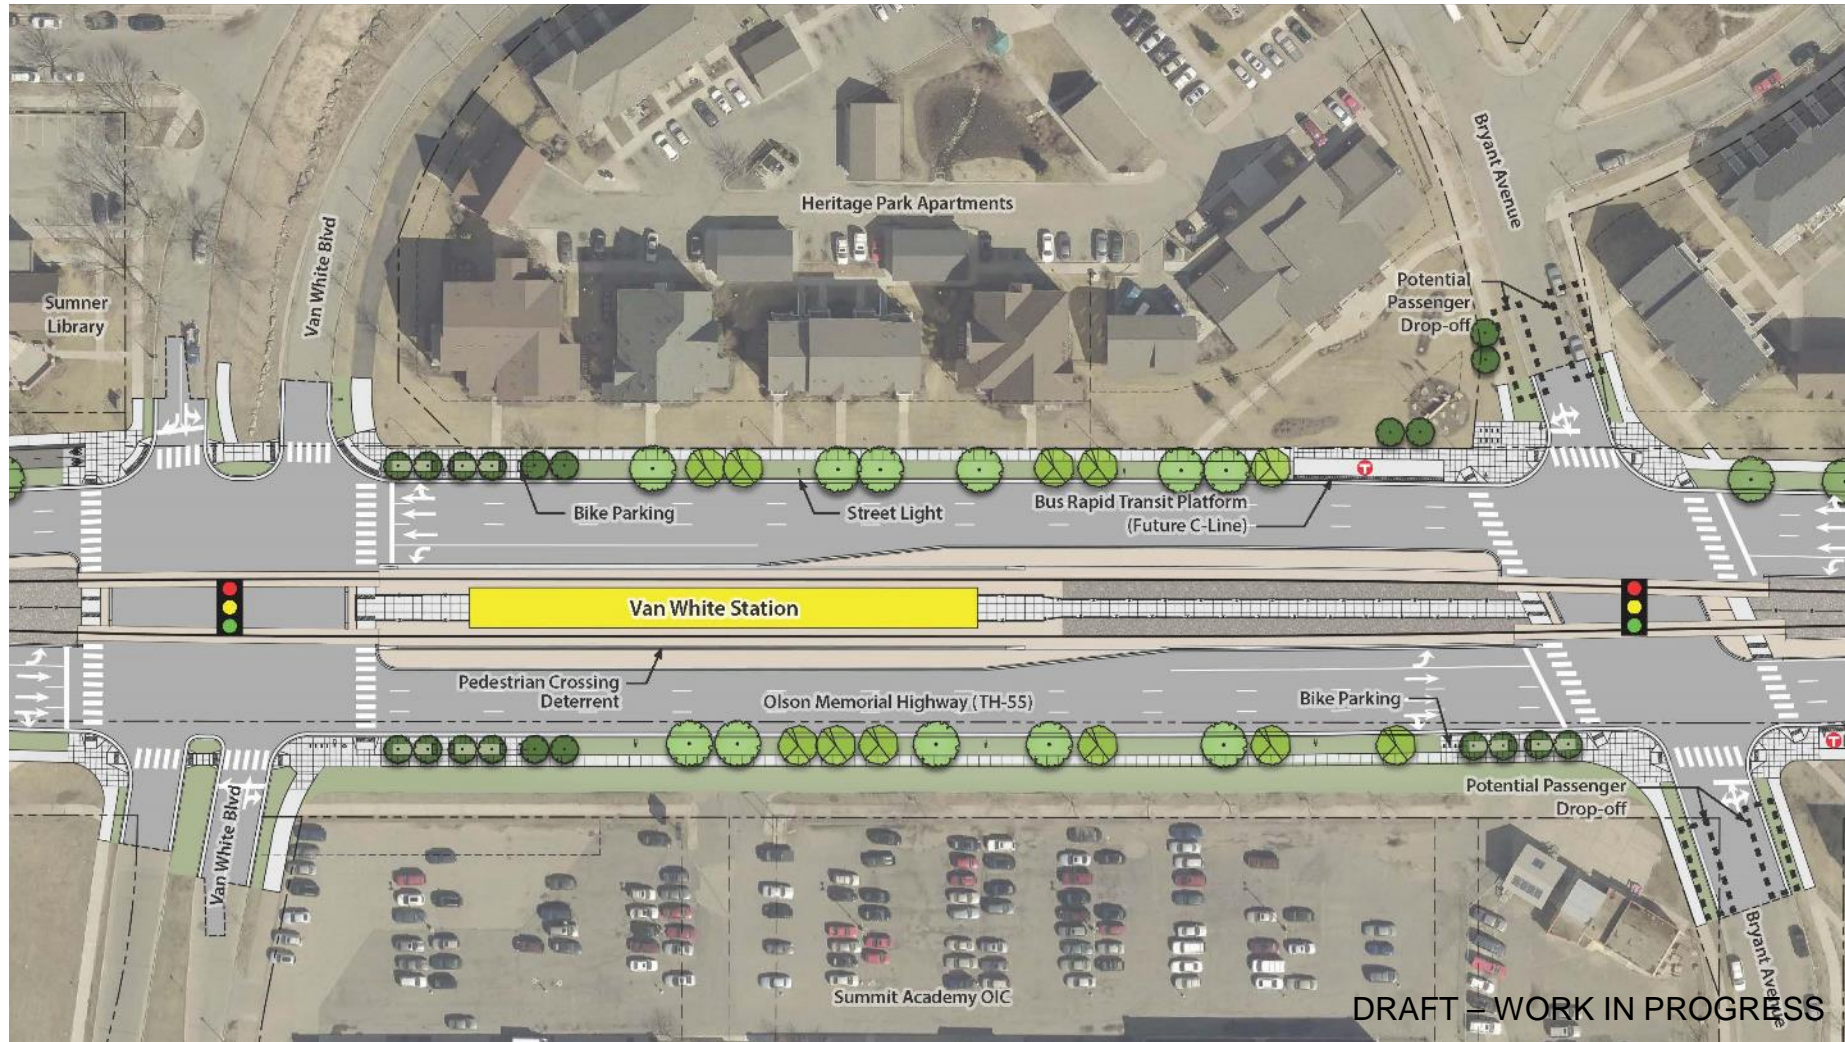 Heritage Park Apartments
Sumner
Library
Van White Blvd
Bryant Avenue
Potential
Passenger
Drop-off
Bike Parking
Street Light
Bus Rapid Transit Platform
(Future C-Line)
T
Van White Station
Pedestrian Crossing
Deterrent
Olson Memorial Highway (TH-55)
Bike Parking
T
Potential Passenger
Drop-off
Van White Blvd
Bryant Avenue
Summit Academy OIC
DRAFT – WORK IN PROGRESS